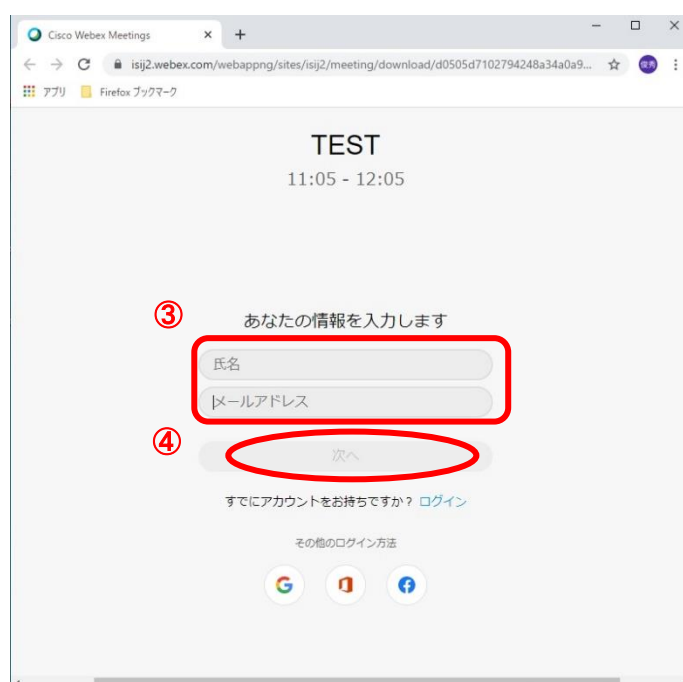 Cisco Webex Meetings
isij2.webex.com/webappng/sites/isij2/meeting/download/d0505d7102794248a34a0a9...
俊秀
アプリ Firefox ブックマーク
TEST
11:05 - 12:05
③ あなたの情報を入力します
氏名
メールアドレス
④ 次へ
すでにアカウントをお持ちですか? ログイン
その他のログイン方法